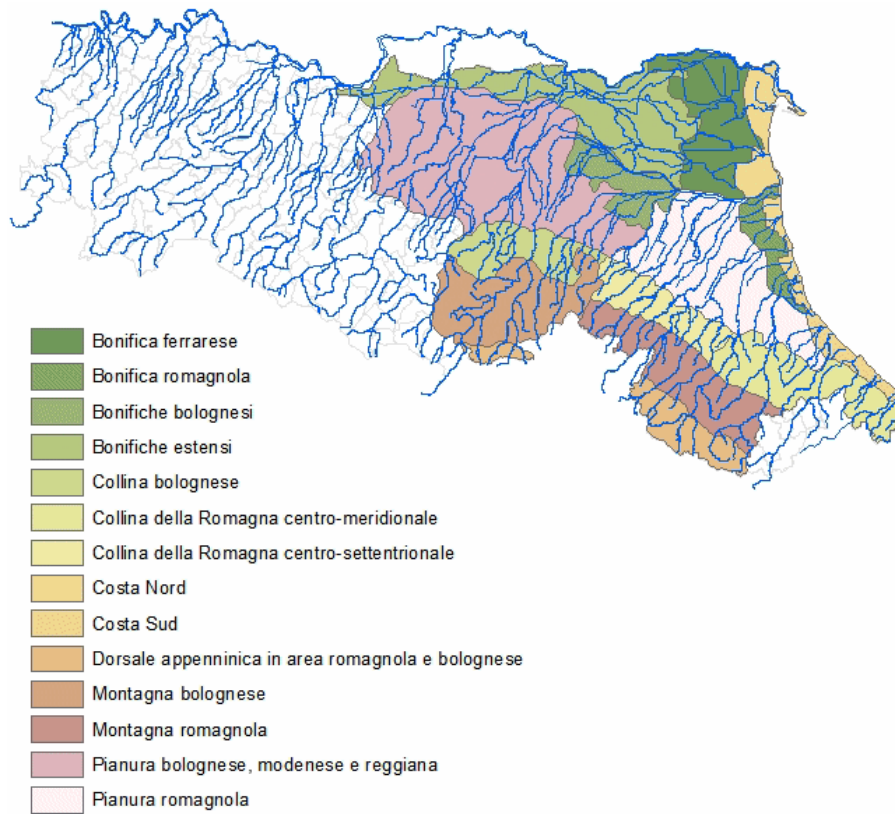 Bonifica ferrarese
Bonifica romagnola
Bonifiche bolognesi
Bonifiche estensi
Collina bolognese
Collina della Romagna centro-meridionale
Collina della Romagna centro-settentrionale
Costa Nord
Costa Sud
Dorsale appenninica in area romagnola e bolognese
Montagna bolognese
Montagna romagnola
Pianura bolognese, modenese e reggiana
Pianura romagnola